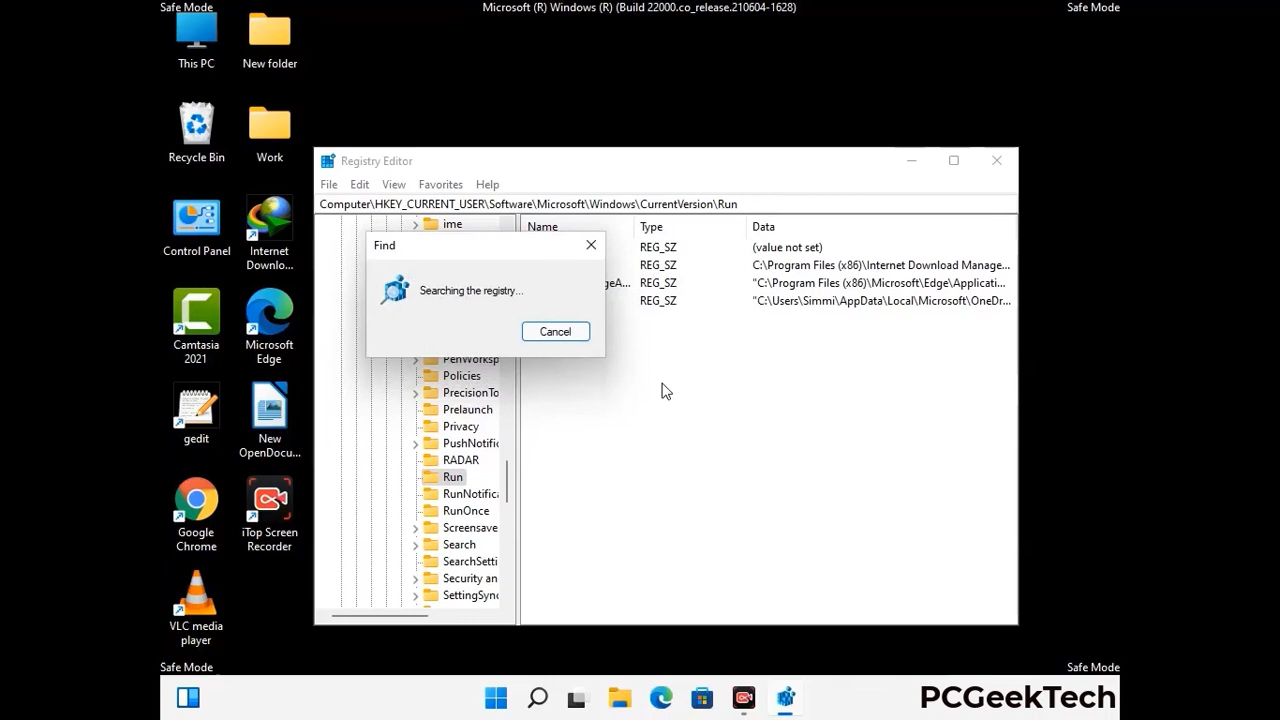 Safe Mode
Microsoft (R) Windows (R) (Build 22000.co_release.210604-1628)
Safe Mode
This PC
New folder
Recycle Bin
Work
Control Panel
Internet
Downlo...
Camtasia
2021
Microsoft
Edge
gedit
New
OpenDocu...
Google
Chrome
iTop Screen
Recorder
VLC media
player
Registry Editor
File Edit View Favorites Help
Computer\HKEY_CURRENT_USER\Software\Microsoft\Windows\CurrentVersion\Run
ime
Find
Searching the registry...
Cancel
PenWorksp
Policies
PrecisionTo
Prelaunch
Privacy
PushNotific
RADAR
Run
RunNotifica
RunOnce
Screensave
Search
SearchSetti
Security an
SettingSync
Name Type Data
REG_SZ (value not set)
REG_SZ C:\Program Files (x86)\Internet Download Manage...
geA... REG_SZ "C:\Program Files (x86)\Microsoft\Edge\Applicati...
REG_SZ "C:\Users\Simmi\AppData\Local\Microsoft\OneDr...
Safe Mode
Safe Mode
PCGeekTech